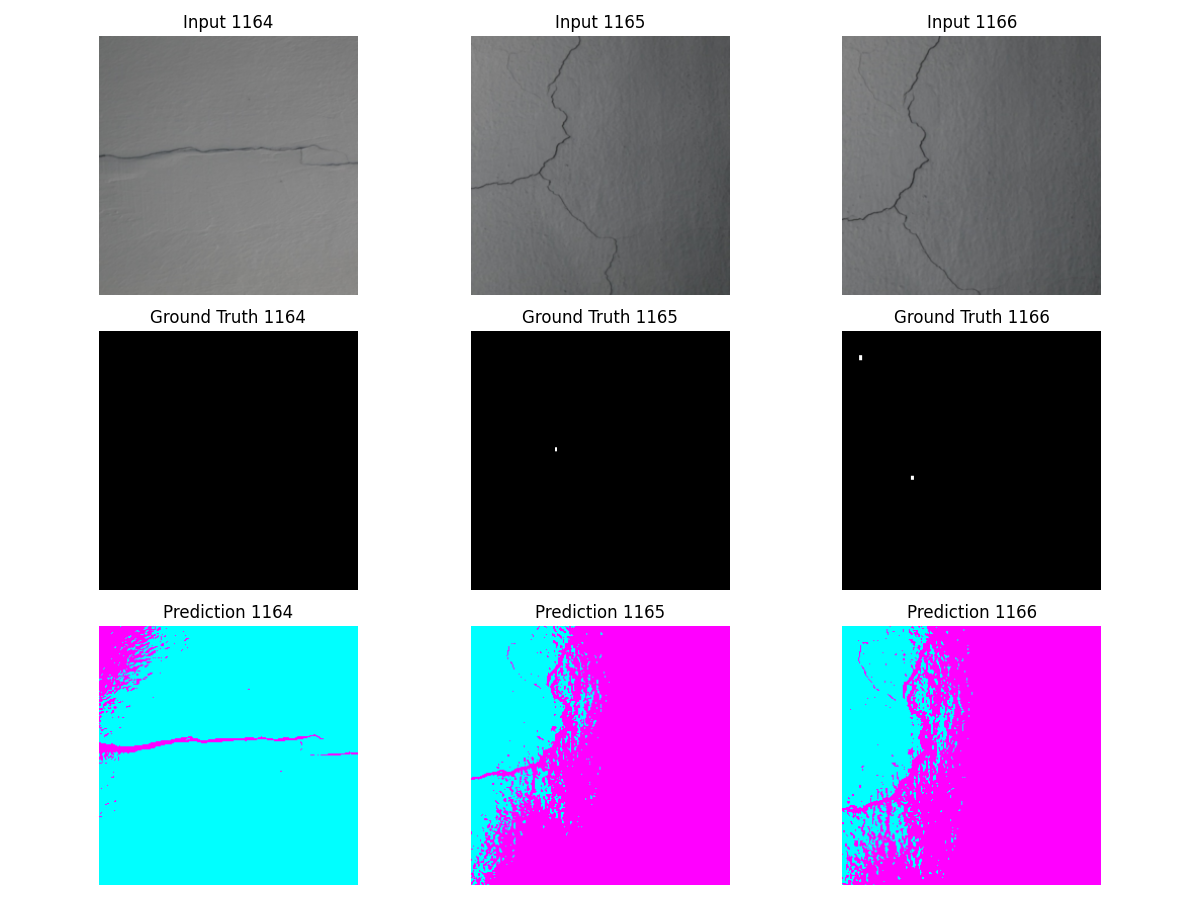 Input 1164
Input 1165
Input 1166
Ground Truth 1164
Ground Truth 1165
Ground Truth 1166
Prediction 1164
Prediction 1165
Prediction 1166